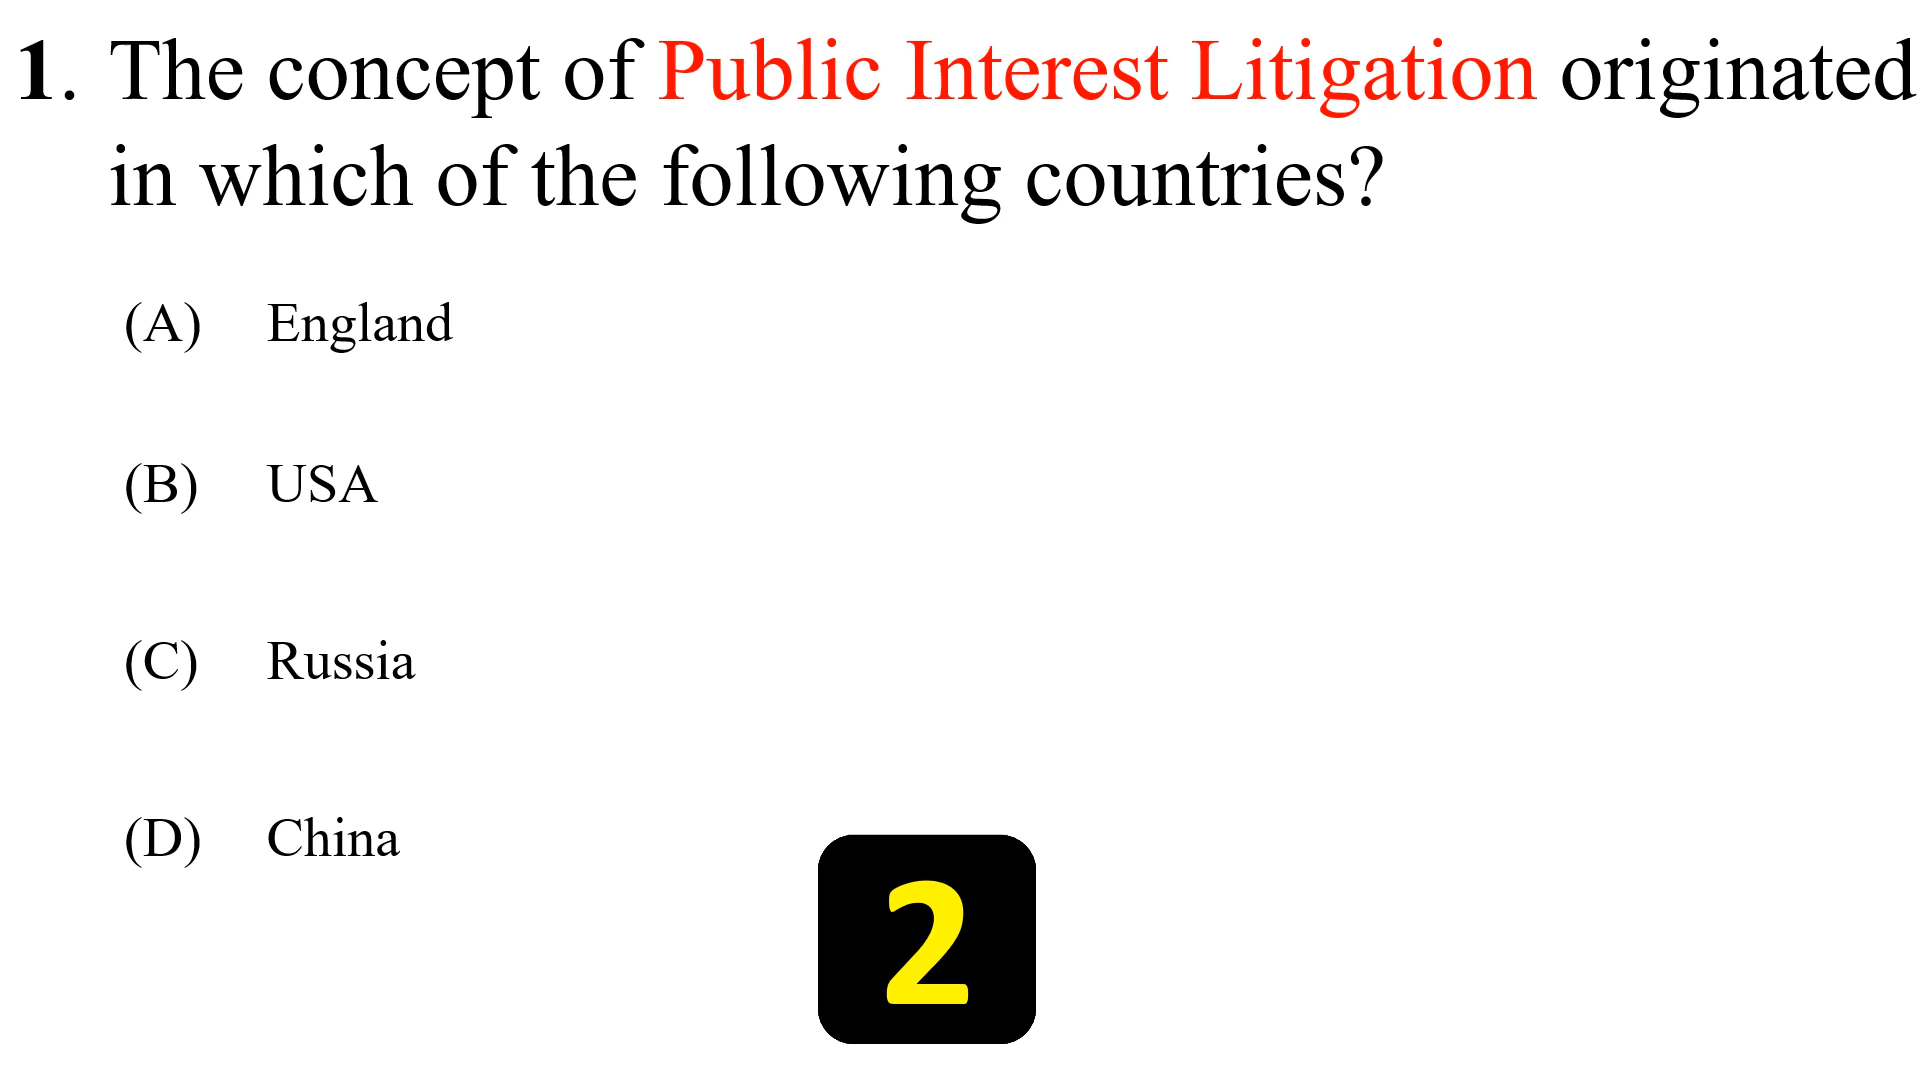 1. The concept of Public Interest Litigation originated
in which of the following countries?
(A) England
(B) USA
(C) Russia
(D) China
2